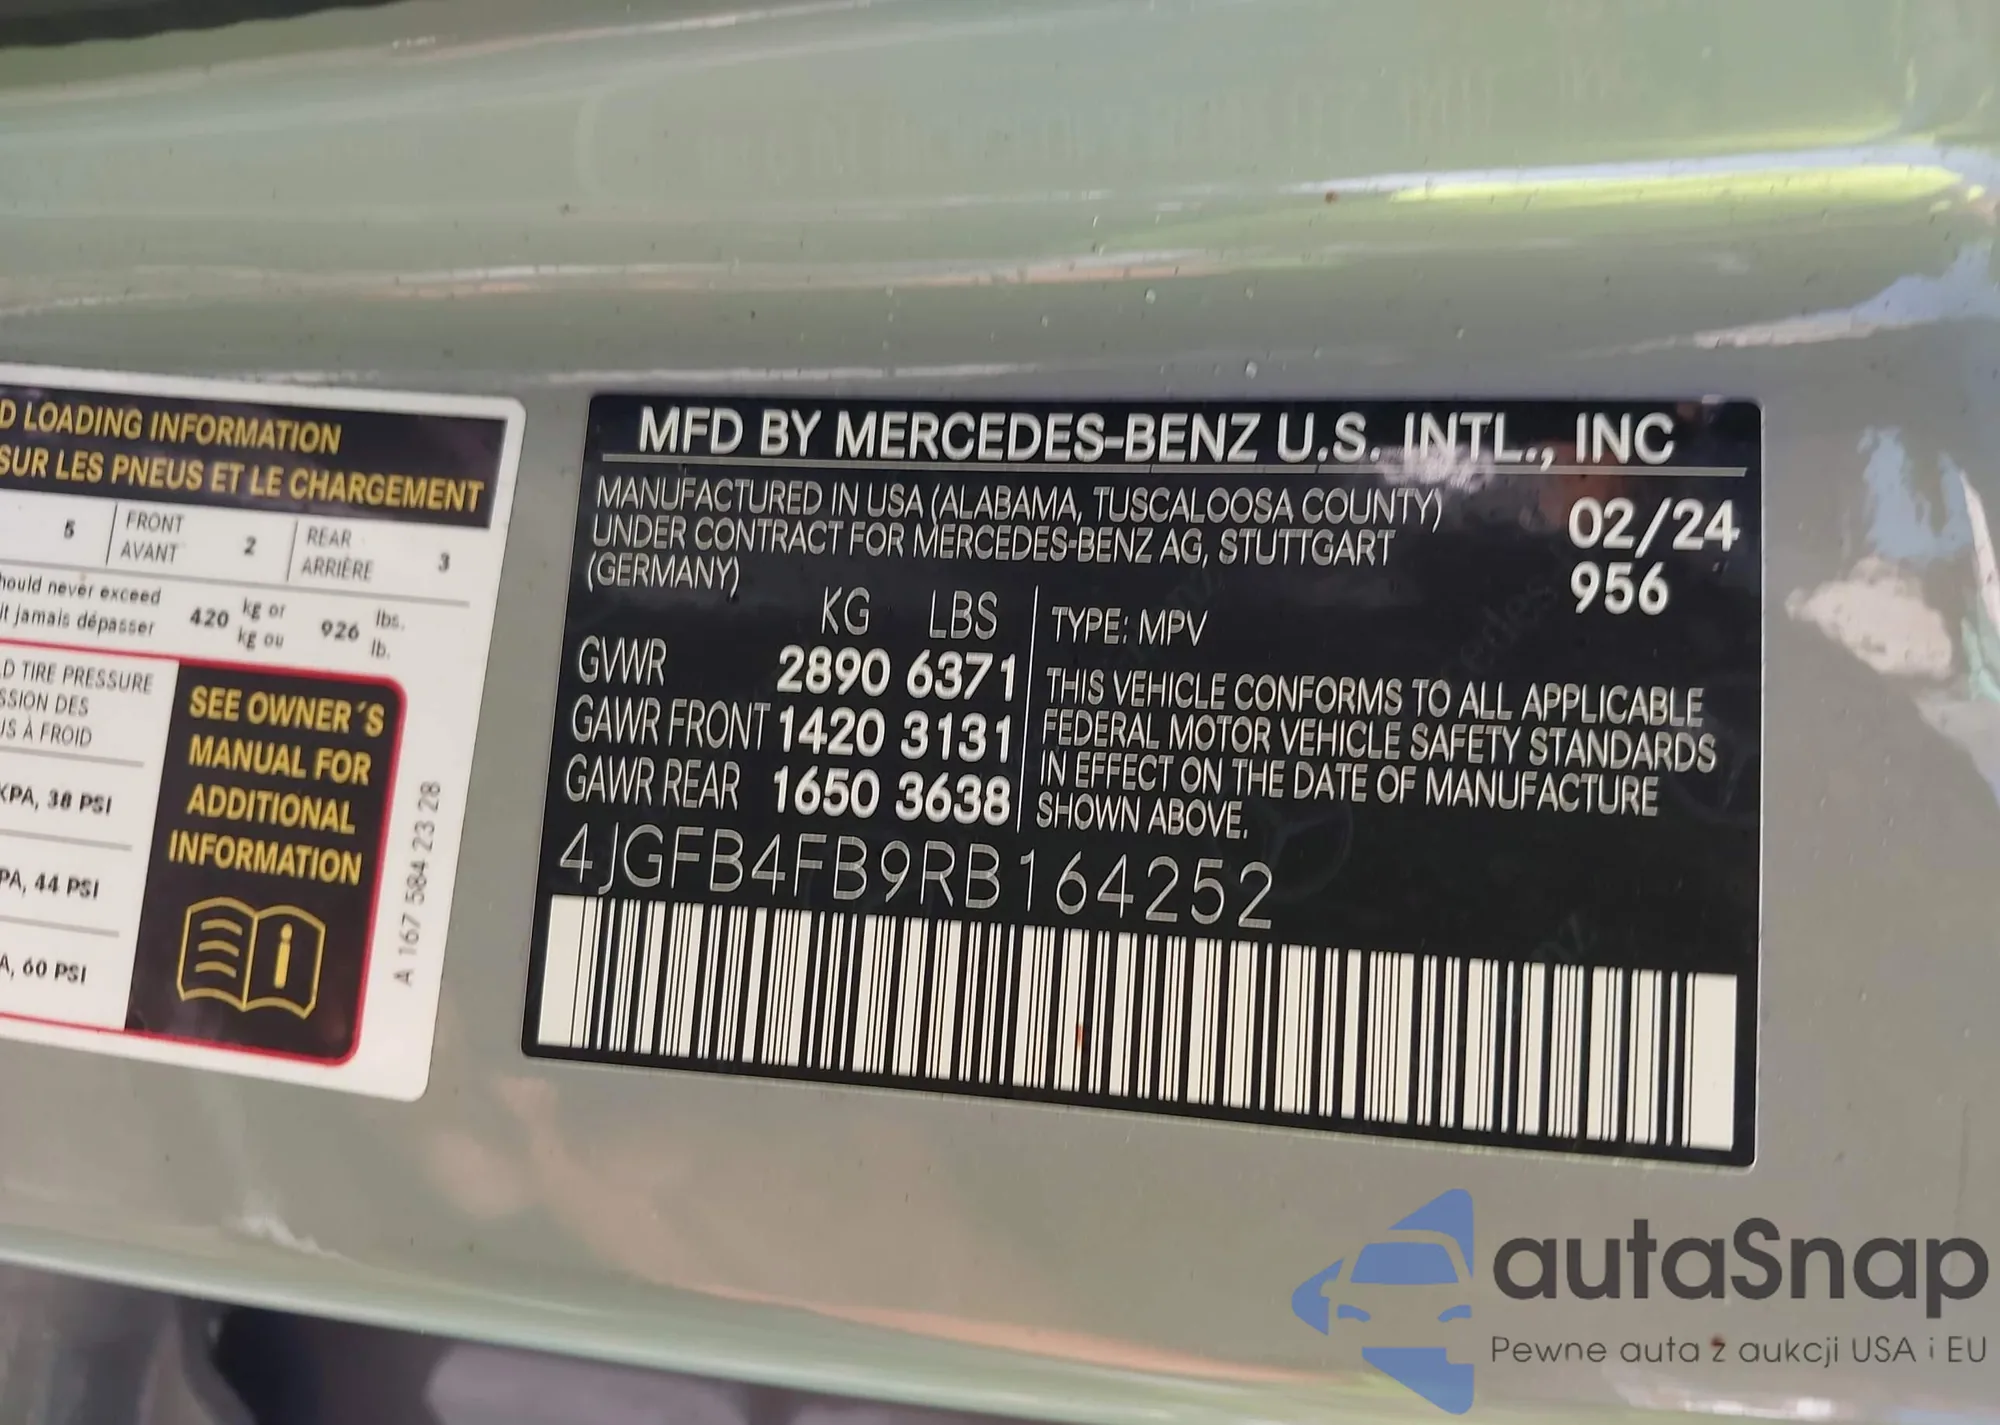 D LOADING INFORMATION
SUR LES PNEUS ET LE CHARGEMENT
5 FRONT AVANT 2 REAR ARRIÈRE 3
hould never exceed
it jamais dépasser
420 kg or kg ou 926 lbs. lb.
D TIRE PRESSURE
SSION DES
S À FROID
KPA, 38 PSI
PA, 44 PSI
A, 60 PSI
SEE OWNER´S
MANUAL FOR
ADDITIONAL
INFORMATION
A 167 584 23 28
MFD BY MERCEDES-BENZ U.S. INTL., INC
MANUFACTURED IN USA (ALABAMA, TUSCALOOSA COUNTY)
UNDER CONTRACT FOR MERCEDES-BENZ AG, STUTTGART
(GERMANY)
02/24
956
KG LBS
GVWR 2890 6371
GAWR FRONT 1420 3131
GAWR REAR 1650 3638
TYPE: MPV
THIS VEHICLE CONFORMS TO ALL APPLICABLE
FEDERAL MOTOR VEHICLE SAFETY STANDARDS
IN EFFECT ON THE DATE OF MANUFACTURE
SHOWN ABOVE.
4JGFB4FB9RB164252
autaSnap
Pewne auta z aukcji USA i EU